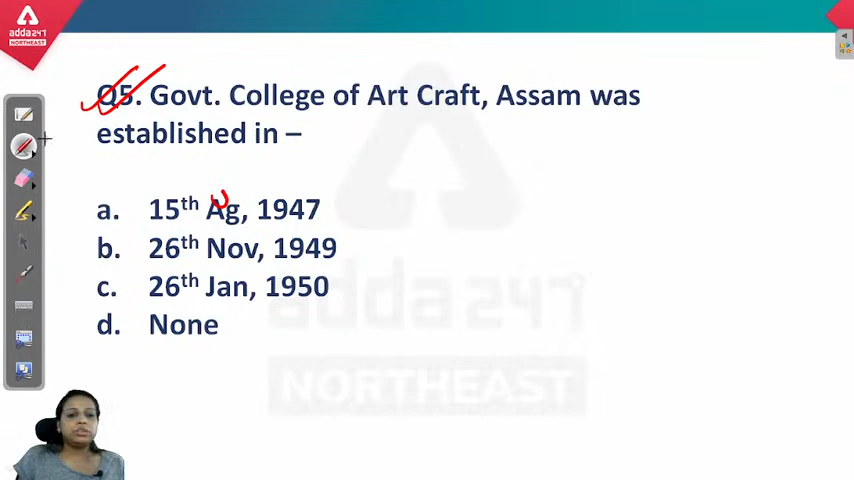 adda247
NORTHEAST
Q5. Govt. College of Art Craft, Assam was
established in –
a. 15th Ag, 1947
b. 26th Nov, 1949
c. 26th Jan, 1950
d. None
adda247
NORTHEAST